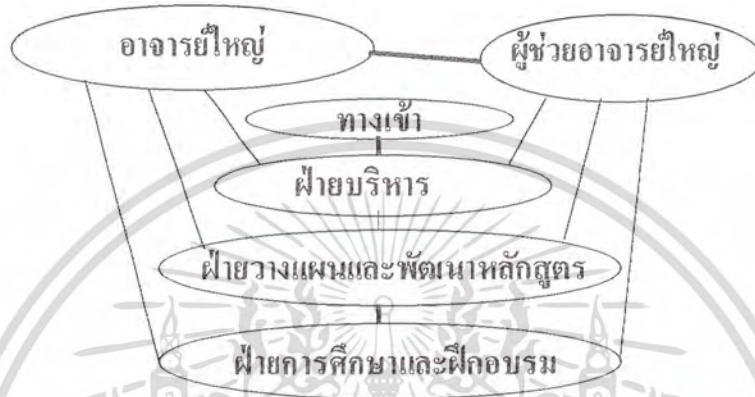 อาจารย์ใหญ่
ผู้ช่วยอาจารย์ใหญ่
ทางเข้า
ฝ่ายบริหาร
ฝ่ายวางแผนและพัฒนาหลักสูตร
ฝ่ายการศึกษาและฝึกอบรม